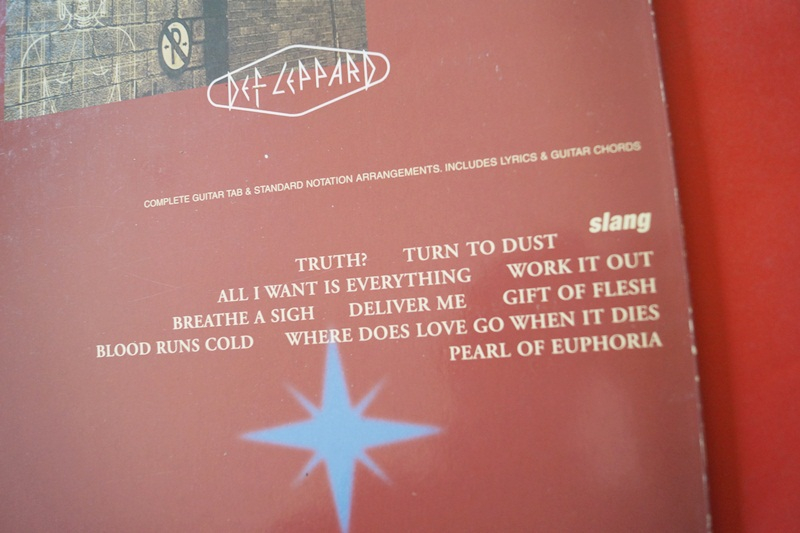 DEF LEPPARD
COMPLETE GUITAR TAB & STANDARD NOTATION ARRANGEMENTS. INCLUDES LYRICS & GUITAR CHORDS
slang
TRUTH? TURN TO DUST
ALL I WANT IS EVERYTHING WORK IT OUT
BREATHE A SIGH DELIVER ME GIFT OF FLESH
BLOOD RUNS COLD WHERE DOES LOVE GO WHEN IT DIES
PEARL OF EUPHORIA